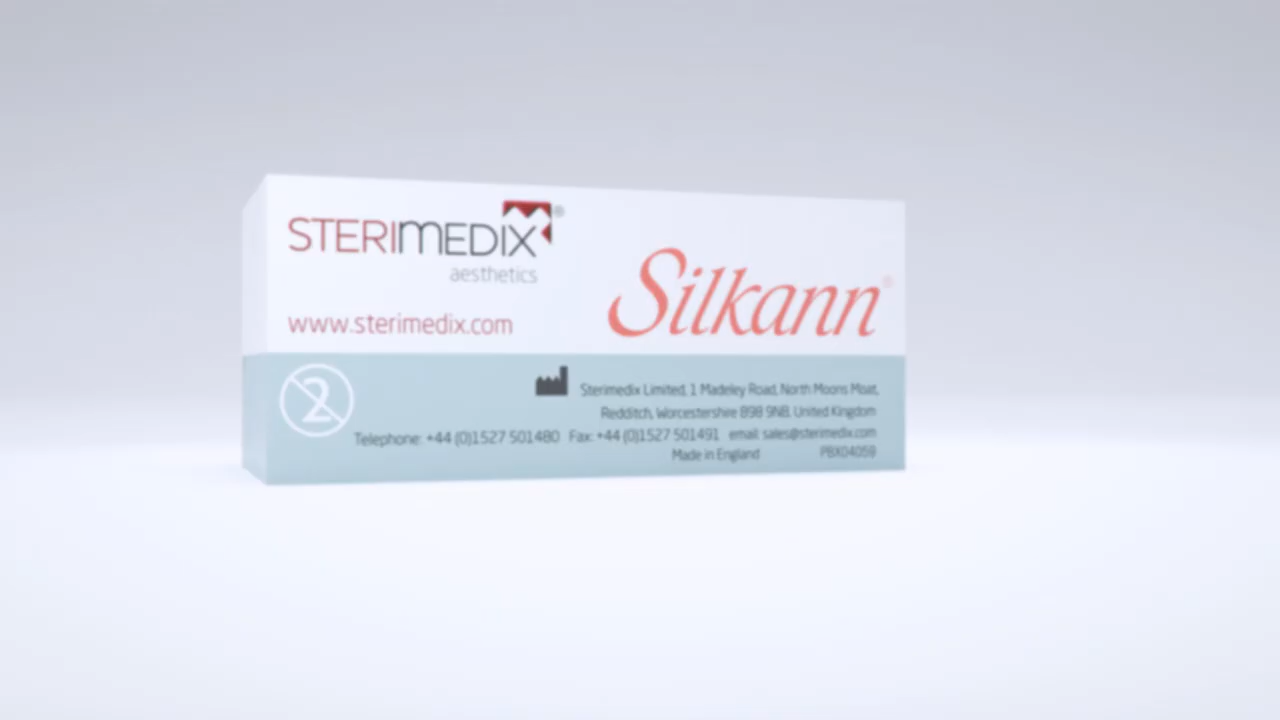 STERIMEDIX®
aesthetics
Silkann®
www.sterimedix.com
2
Sterimedix Limited, 1 Madeley Road, North Moons Moat,
Redditch, Worcestershire B98 9NB, United Kingdom
Telephone: +44 (0)1527 501480 Fax: +44 (0)1527 501491 email: sales@sterimedix.com
Made in England PBX04059